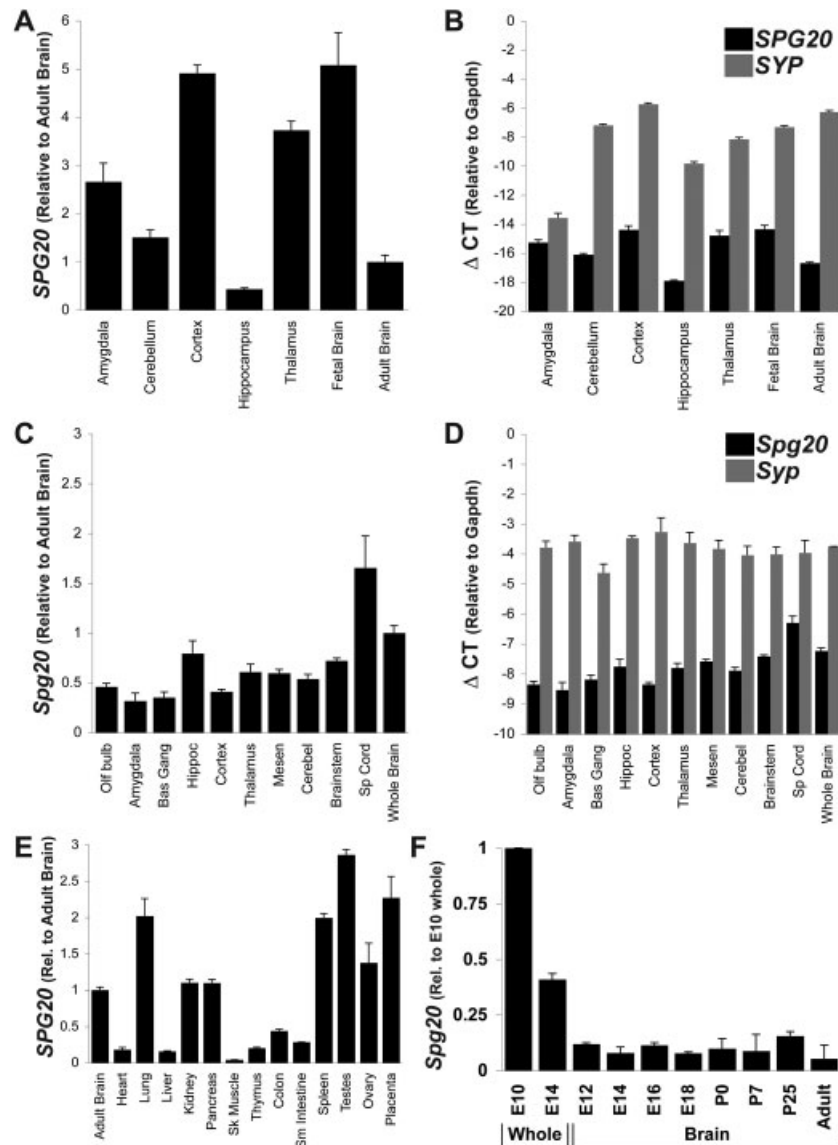 A
SPG20 (Relative to Adult Brain)
6
5
4
3
2
1
0
Amygdala
Cerebellum
Cortex
Hippocampus
Thalamus
Fetal Brain
Adult Brain
B
Δ CT (Relative to Gapdh)
-0
-2
-4
-6
-8
-10
-12
-14
-16
-18
-20
SPG20
SYP
Amygdala
Cerebellum
Cortex
Hippocampus
Thalamus
Fetal Brain
Adult Brain
C
Spg20 (Relative to Adult Brain)
3
2.5
2
1.5
1
0.5
0
Olf bulb
Amygdala
Bas Gang
Hippoc
Cortex
Thalamus
Mesen
Cerebel
Brainstem
Sp Cord
Whole Brain
D
Δ CT (Relative to Gapdh)
-0
-1
-2
-3
-4
-5
-6
-7
-8
-9
-10
Spg20
Syp
Olf bulb
Amygdala
Bas Gang
Hippoc
Cortex
Thalamus
Mesen
Cerebel
Brainstem
Sp Cord
Whole Brain
E
SPG20 (Rel. to Adult Brain)
3
2.5
2
1.5
1
0.5
0
Adult Brain
Heart
Lung
Liver
Kidney
Pancreas
Sk Muscle
Thymus
Colon
Sm Intestine
Spleen
Testes
Ovary
Placenta
F
Spg20 (Rel. to E10 whole)
1
0.75
0.5
0.25
0
E10
E14
E12
E14
E16
E18
P0
P7
P25
Adult
Whole
Brain